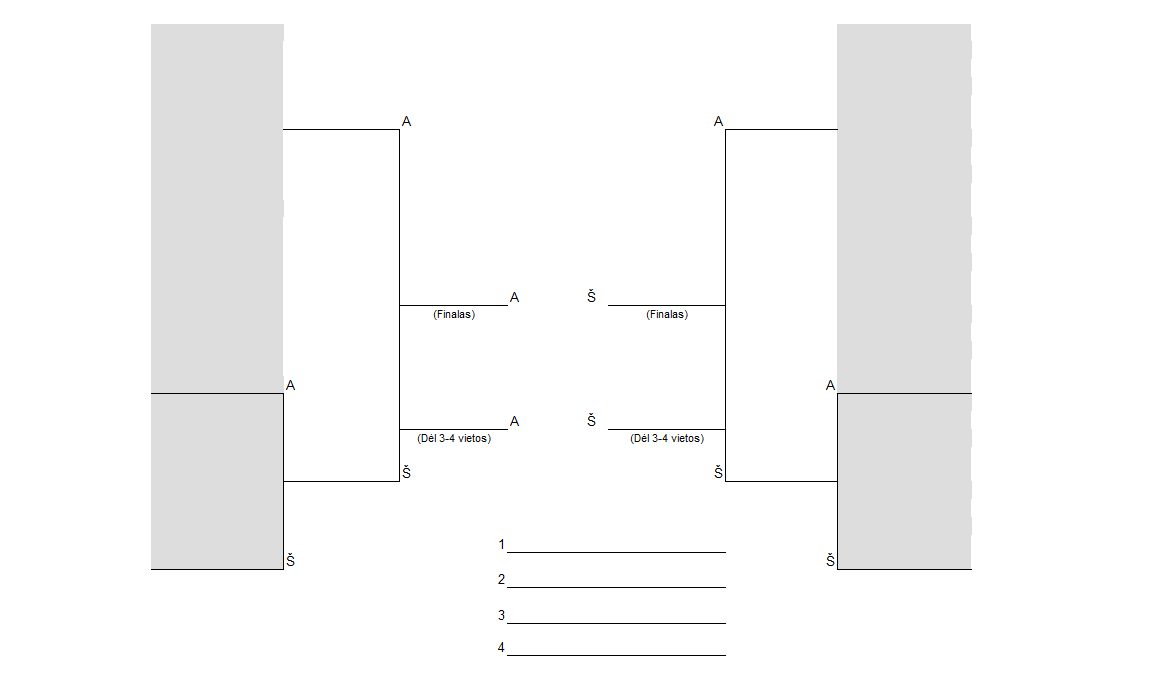 A A
A Š
(Finalas) (Finalas)
A A
A Š
(Dėl 3-4 vietos) (Dėl 3-4 vietos)
Š Š
1
Š Š
2
3
4